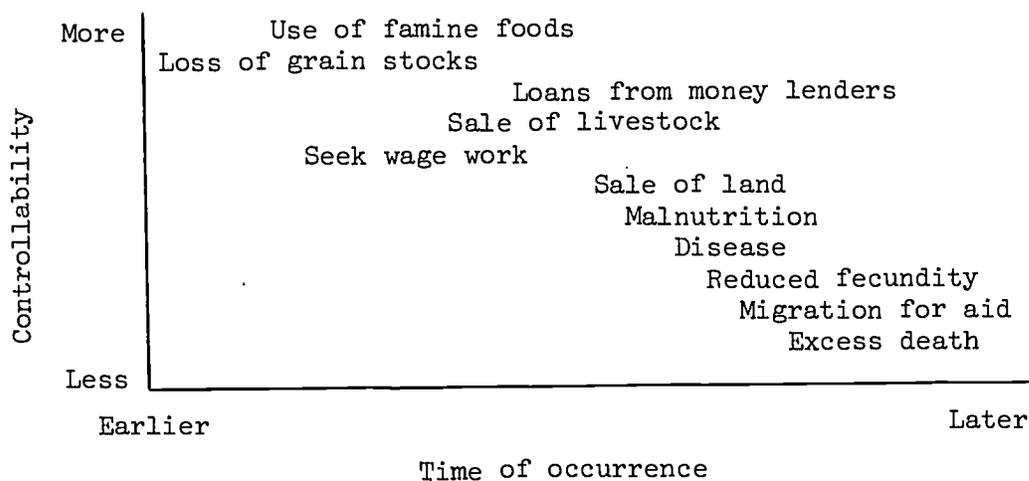 More
Use of famine foods
Loss of grain stocks
Loans from money lenders
Sale of livestock
Seek wage work
Sale of land
Malnutrition
Disease
Reduced fecundity
Migration for aid
Excess death
Less
Controllability
Earlier
Later
Time of occurrence